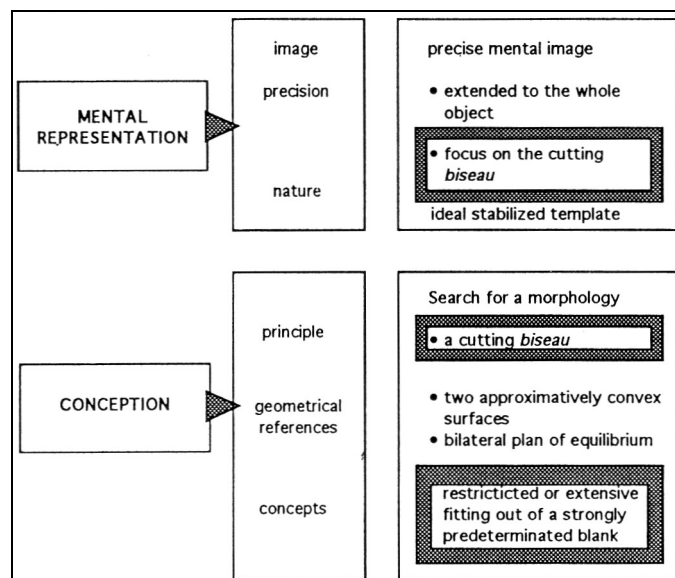 image
precise mental image
precision
• extended to the whole
object
MENTAL
REPRESENTATION
• focus on the cutting
biseau
nature
ideal stabilized template
Search for a morphology
principle
• a cutting biseau
CONCEPTION
geometrical
references
• two approximatively convex
surfaces
• bilateral plan of equilibrium
concepts
restricticted or extensive
fitting out of a strongly
predeterminated blank